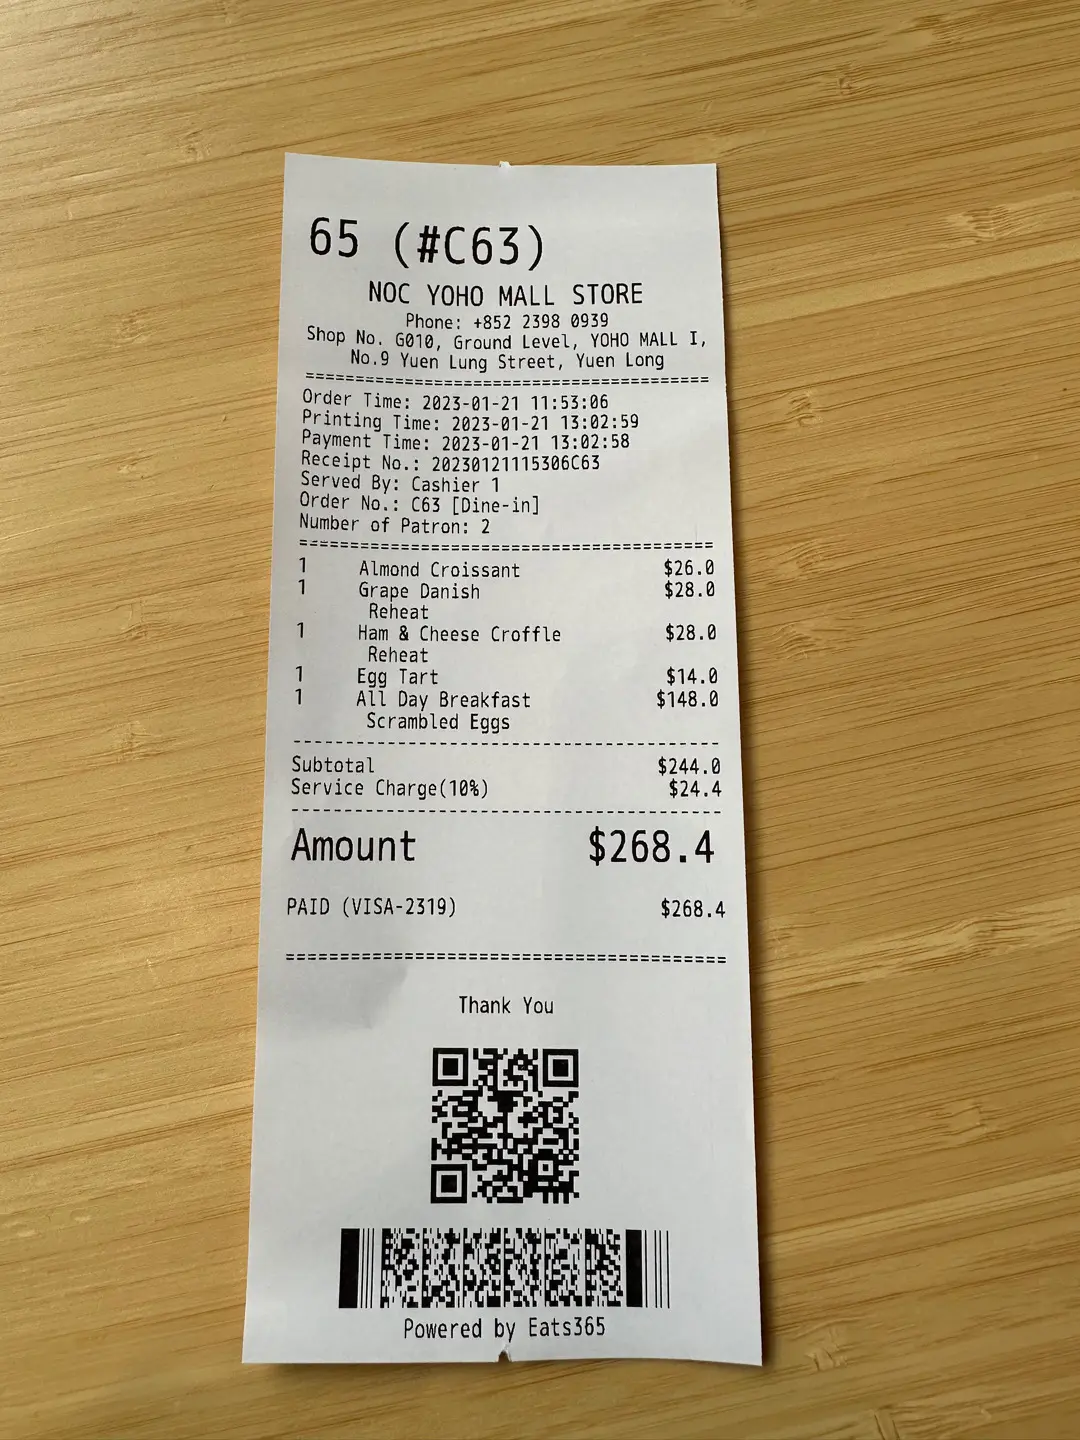 65 (#C63)
NOC YOHO MALL STORE
Phone: +852 2398 0939
Shop No. G010, Ground Level, YOHO MALL I,
No.9 Yuen Lung Street, Yuen Long
========================================
Order Time: 2023-01-21 11:53:06
Printing Time: 2023-01-21 13:02:59
Payment Time: 2023-01-21 13:02:58
Receipt No.: 20230121115306C63
Served By: Cashier 1
Order No.: C63 [Dine-in]
Number of Patron: 2
========================================
1 Almond Croissant $26.0
1 Grape Danish $28.0
Reheat
1 Ham & Cheese Croffle $28.0
Reheat
1 Egg Tart $14.0
1 All Day Breakfast $148.0
Scrambled Eggs
----------------------------------------
Subtotal $244.0
Service Charge(10%) $24.4
----------------------------------------
Amount $268.4
PAID (VISA-2319) $268.4
========================================
Thank You
Powered by Eats365